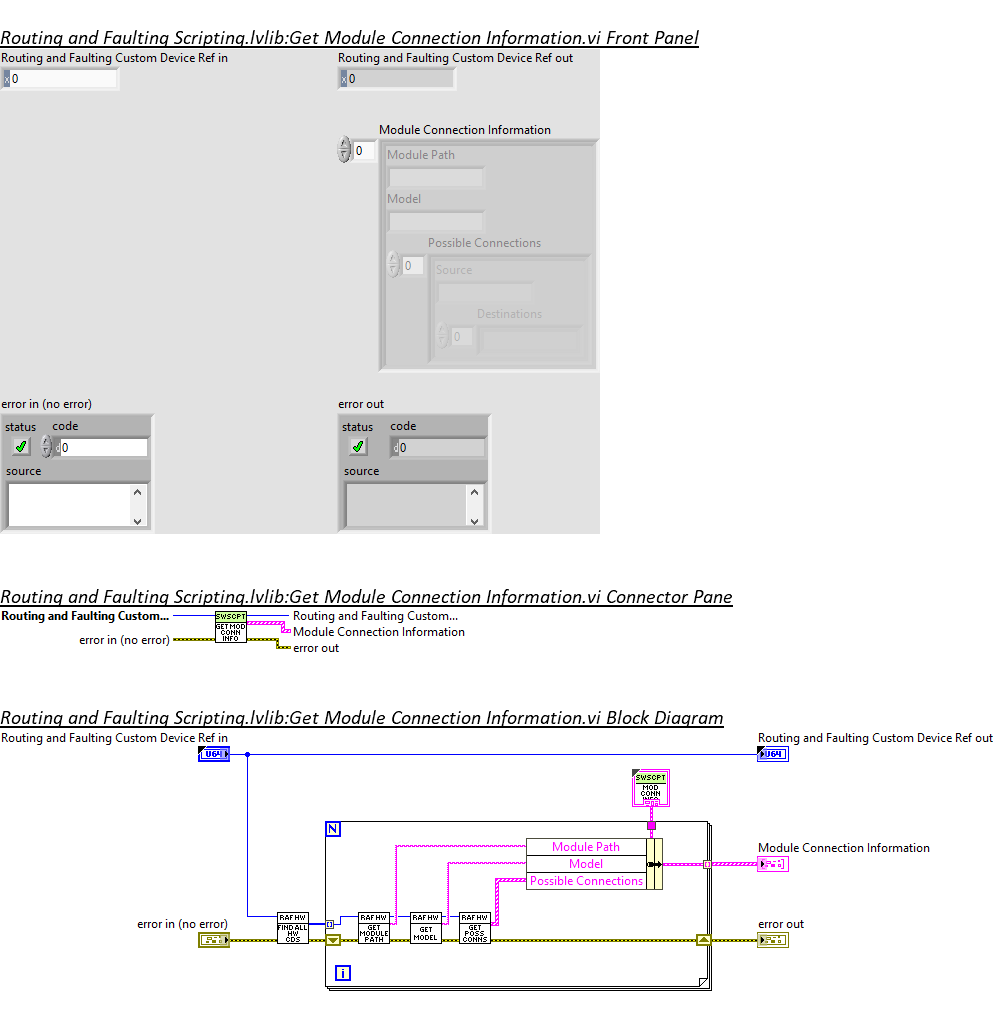 Routing and Faulting Scripting.lvlib:Get Module Connection Information.vi Front Panel
Routing and Faulting Custom Device Ref in
Routing and Faulting Custom Device Ref out
x 0
x 0
Module Connection Information
0
Module Path
Model
Possible Connections
0
Source
Destinations
0
error in (no error)
error out
status code
status code
d 0
d 0
source
source
Routing and Faulting Scripting.lvlib:Get Module Connection Information.vi Connector Pane
Routing and Faulting Custom...
SWSCPT
GET MOD
CONN
INFO
Routing and Faulting Custom...
Module Connection Information
error in (no error)
error out
Routing and Faulting Scripting.lvlib:Get Module Connection Information.vi Block Diagram
Routing and Faulting Custom Device Ref in
Routing and Faulting Custom Device Ref out
U64
U64
SWSCPT
MOD
CONN
INFO
N
Module Path
Model
Possible Connections
Module Connection Information
error in (no error)
error out
RAF HW
FIND ALL
HW
CDS
RAF HW
GET
MODULE
PATH
RAF HW
GET
MODEL
RAF HW
GET
POSS
CONNS
i